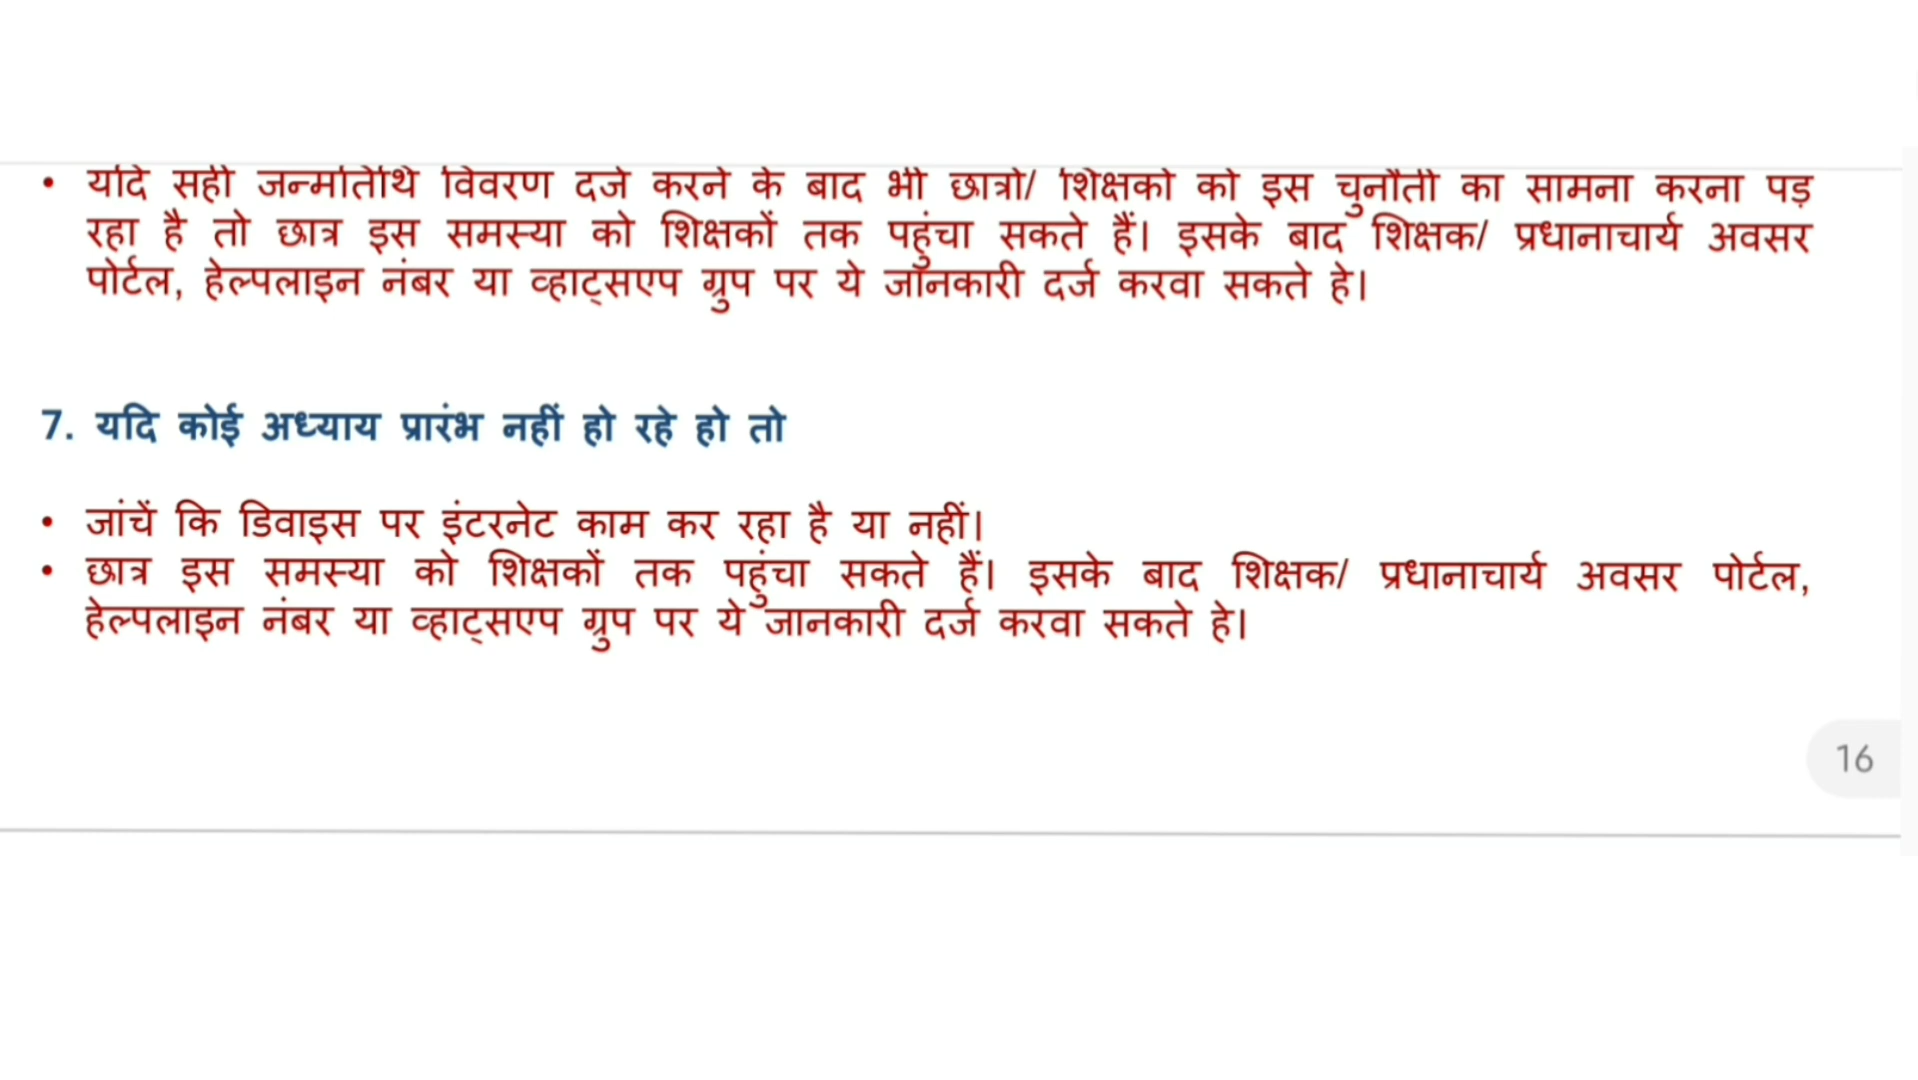 • यदि सही जन्मतिथि विवरण दर्ज करने के बाद भी छात्रों/ शिक्षकों को इस चुनौती का सामना करना पड़
रहा है तो छात्र इस समस्या को शिक्षकों तक पहुंचा सकते हैं। इसके बाद शिक्षक/ प्रधानाचार्य अवसर
पोर्टल, हेल्पलाइन नंबर या व्हाट्सएप ग्रुप पर ये जानकारी दर्ज करवा सकते हे।
7. यदि कोई अध्याय प्रारंभ नहीं हो रहे हो तो
• जांचें कि डिवाइस पर इंटरनेट काम कर रहा है या नहीं।
• छात्र इस समस्या को शिक्षकों तक पहुंचा सकते हैं। इसके बाद शिक्षक/ प्रधानाचार्य अवसर पोर्टल,
हेल्पलाइन नंबर या व्हाट्सएप ग्रुप पर ये जानकारी दर्ज करवा सकते हे।
16